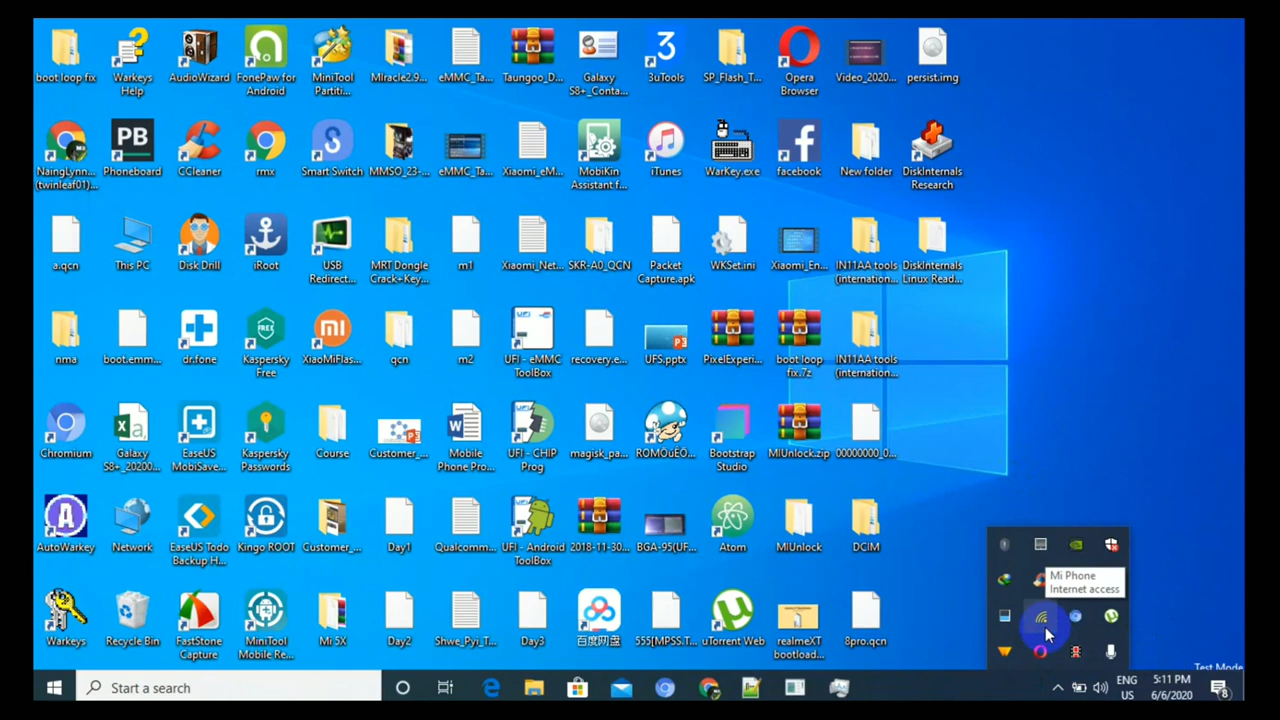 boot loop fix
Warkeys
Help
AudioWizard
FonePaw for
Android
MiniTool
Partiti...
MIracle2.9...
eMMC_Ta...
Taungoo_D...
Galaxy
S8+_Conta...
3uTools
SP_Flash_T...
Opera
Browser
Video_2020...
persist.img
NaingLynn...
(twinleaf01)...
PB
Phoneboard
CCleaner
rmx
Smart Switch
MMSO_23-...
eMMC_Ta...
Xiaomi_eM...
MobiKin
Assistant f...
iTunes
WarKey.exe
facebook
New folder
DiskInternals
Research
a.qcn
This PC
Disk Drill
iRoot
USB
Redirect...
MRT Dongle
Crack+Key...
m1
Xiaomi_Net...
SKR-A0_QCN
Packet
Capture.apk
WKSet.ini
Xiaomi_En...
IN11AA tools
(internation...
DiskInternals
Linux Read...
nma
boot.emm...
dr.fone
FREE
Kaspersky
Free
XiaoMiFlas...
qcn
m2
UFI
UFI - eMMC
ToolBox
recovery.e...
UFS.pptx
PixelExperi...
boot loop
fix.7z
IN11AA tools
(internation...
Chromium
Galaxy
S8+_20200...
EaseUS
MobiSave...
Kaspersky
Passwords
Course
Customer_...
Mobile
Phone Pro...
UFI
UFI - CHIP
Prog
magisk_pa...
ROMÖuÉÖ...
Bootstrap
Studio
MIUnlock.zip
00000000_0...
AutoWarkey
Network
EaseUS Todo
Backup H...
Kingo ROOT
Customer_...
Day1
Qualcomm...
UFI
UFI - Android
ToolBox
2018-11-30...
BGA-95(UF...
Atom
MIUnlock
DCIM
Mi Phone
Internet access
Warkeys
Recycle Bin
FastStone
Capture
MiniTool
Mobile Re...
Mi 5X
Day2
Shwe_Pyi_T...
Day3
百度网盘
555[MPSS.T...
uTorrent Web
realmeXT
bootload...
8pro.qcn
Test Mode
Start a search
ENG
US
5:11 PM
6/6/2020
8